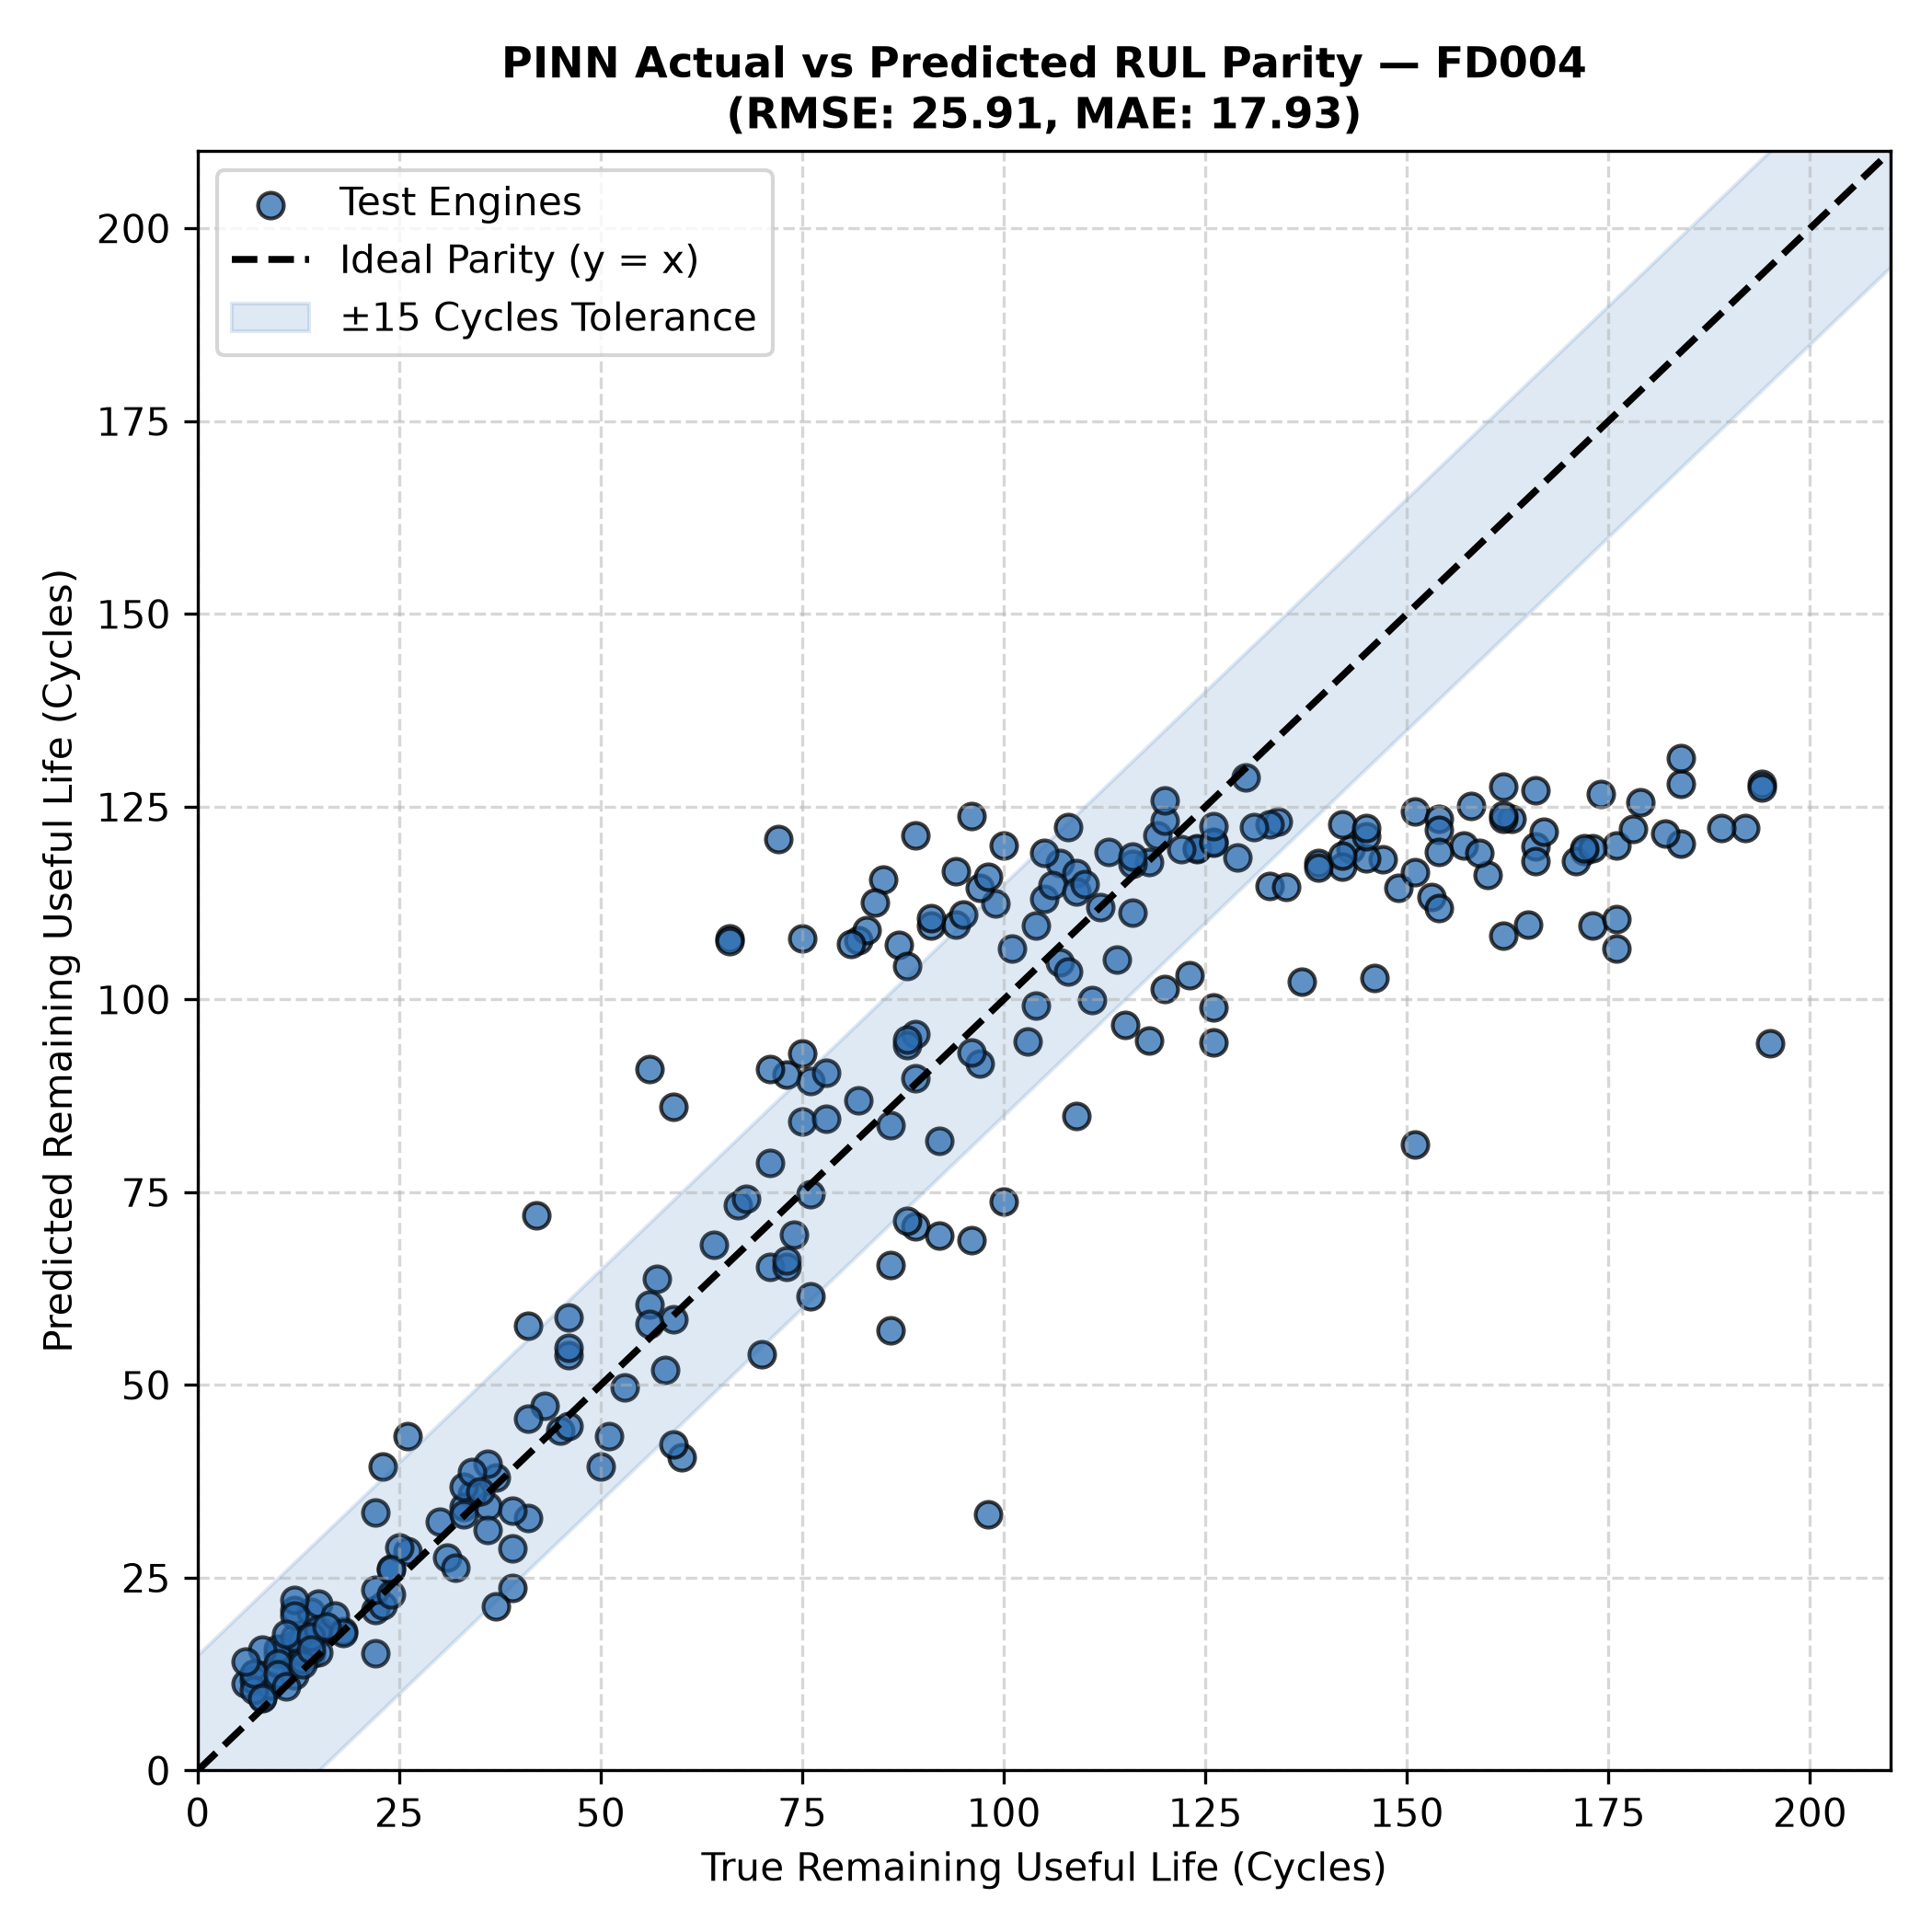 PINN Actual vs Predicted RUL Parity — FD004
(RMSE: 25.91, MAE: 17.93)
Test Engines
Ideal Parity (y = x)
±15 Cycles Tolerance
Predicted Remaining Useful Life (Cycles)
200
175
150
125
100
75
50
25
0
0 25 50 75 100 125 150 175 200
True Remaining Useful Life (Cycles)